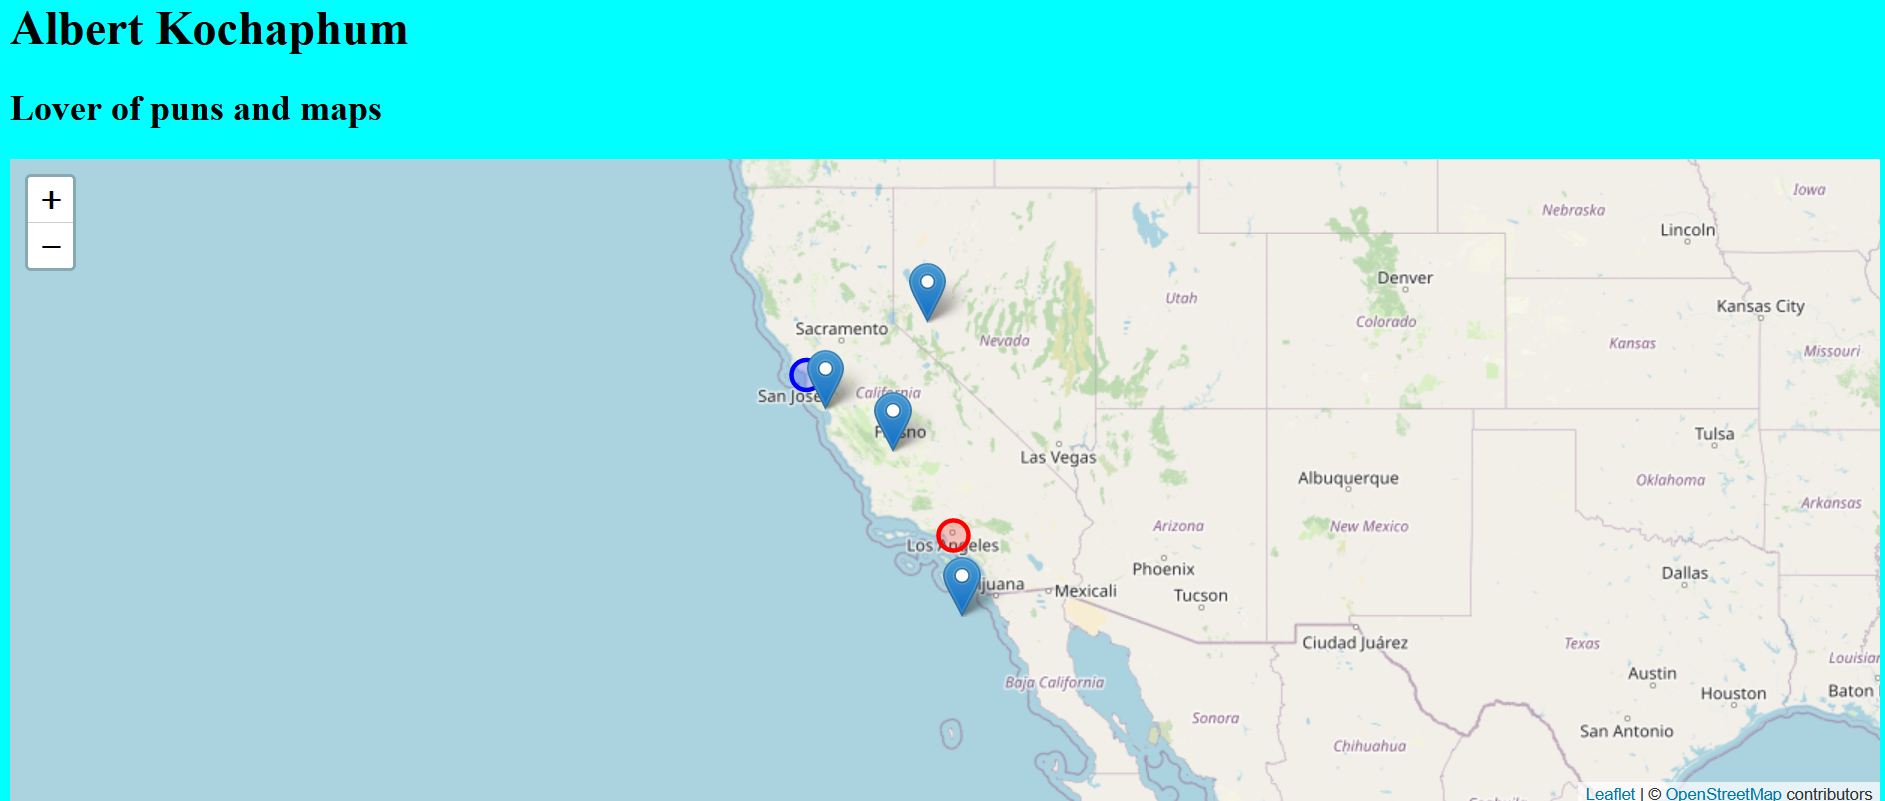 Albert Kochaphum
Lover of puns and maps
+
−
Iowa
Nebraska
Lincoln
Denver
Utah
Kansas City
Sacramento
Colorado
Nevada
Kansas
Missouri
San Jose
California
Fresno
Tulsa
Las Vegas
Albuquerque
Oklahoma
Arkansas
Arizona
New Mexico
Los Angeles
Phoenix
Dallas
ijuana
Mexicali
Tucson
Ciudad Juárez
Texas
Louisian
Baja California
Austin
Houston
Baton
Sonora
San Antonio
Chihuahua
Leaflet | © OpenStreetMap contributors